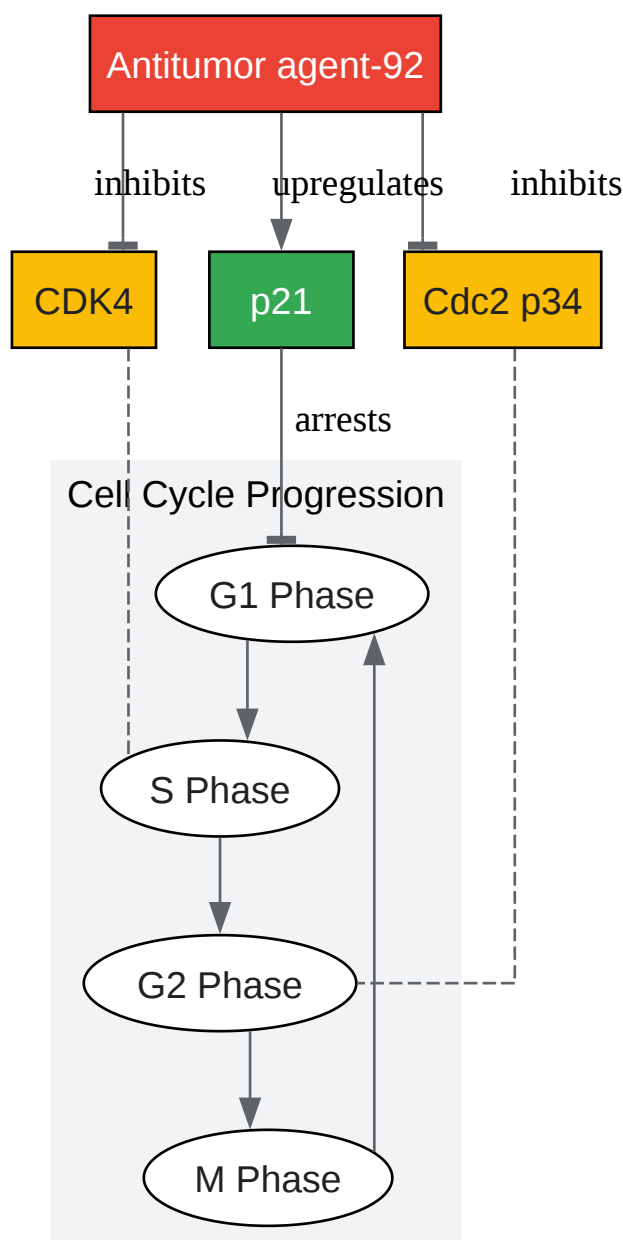 Antitumor agent-92
inhibits
upregulates
inhibits
CDK4
p21
Cdc2 p34
arrests
Cell Cycle Progression
G1 Phase
S Phase
G2 Phase
M Phase